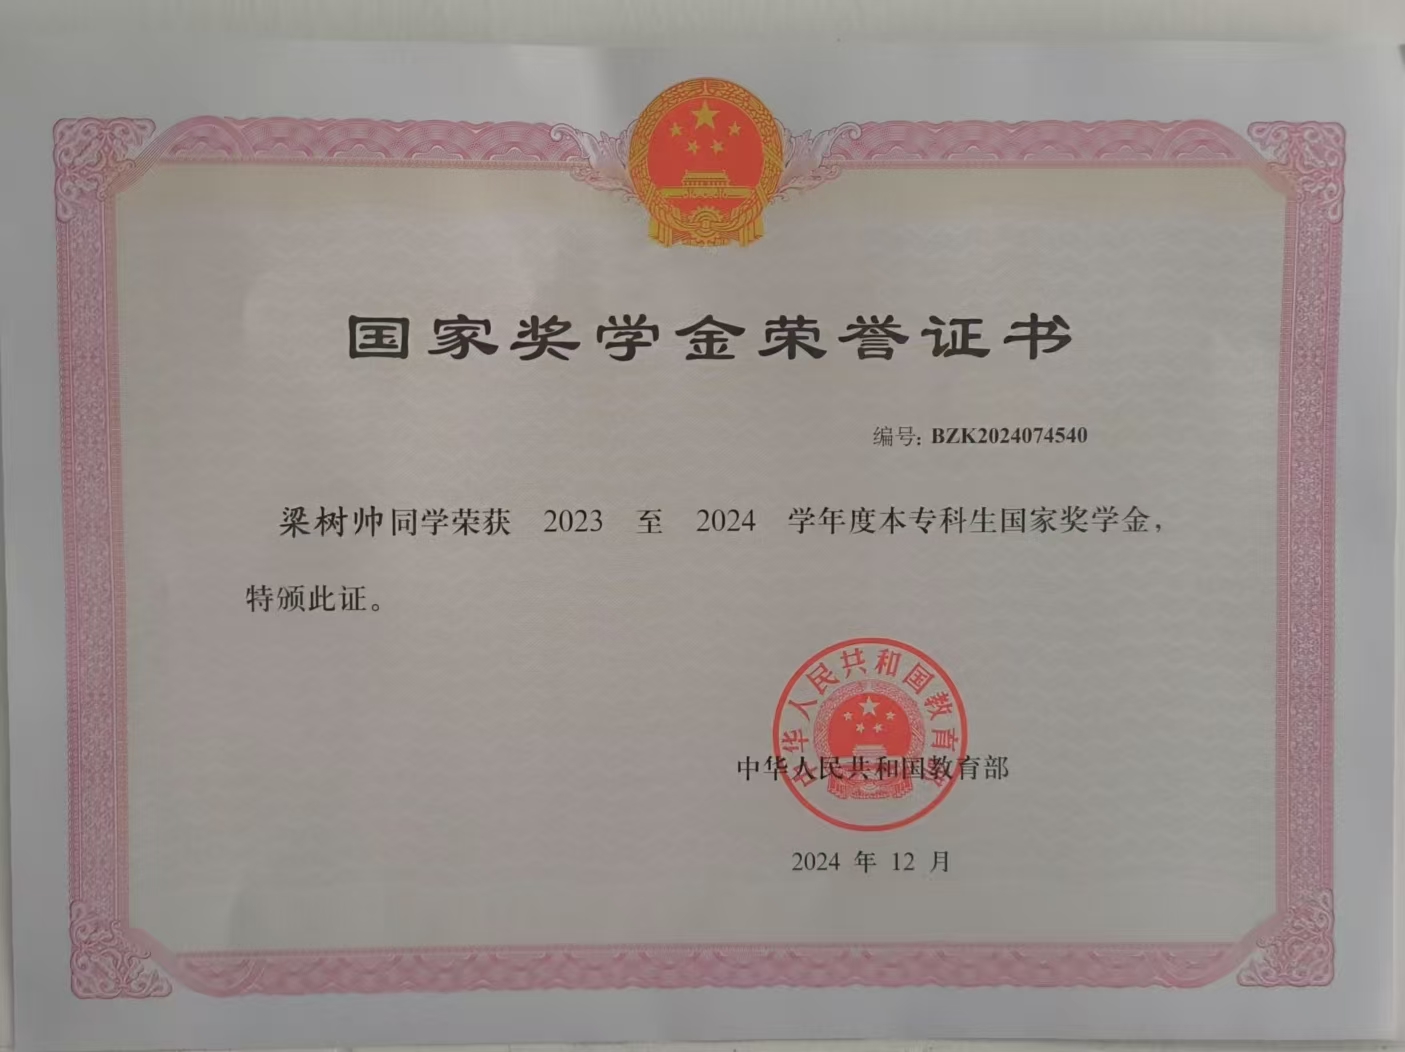 国家奖学金荣誉证书
编号: BZK2024074540
梁树帅同学荣获 2023 至 2024 学年度本专科生国家奖学金，
特颁此证。
中华人民共和国教育部
中华人民共和国教育部
2024 年 12 月